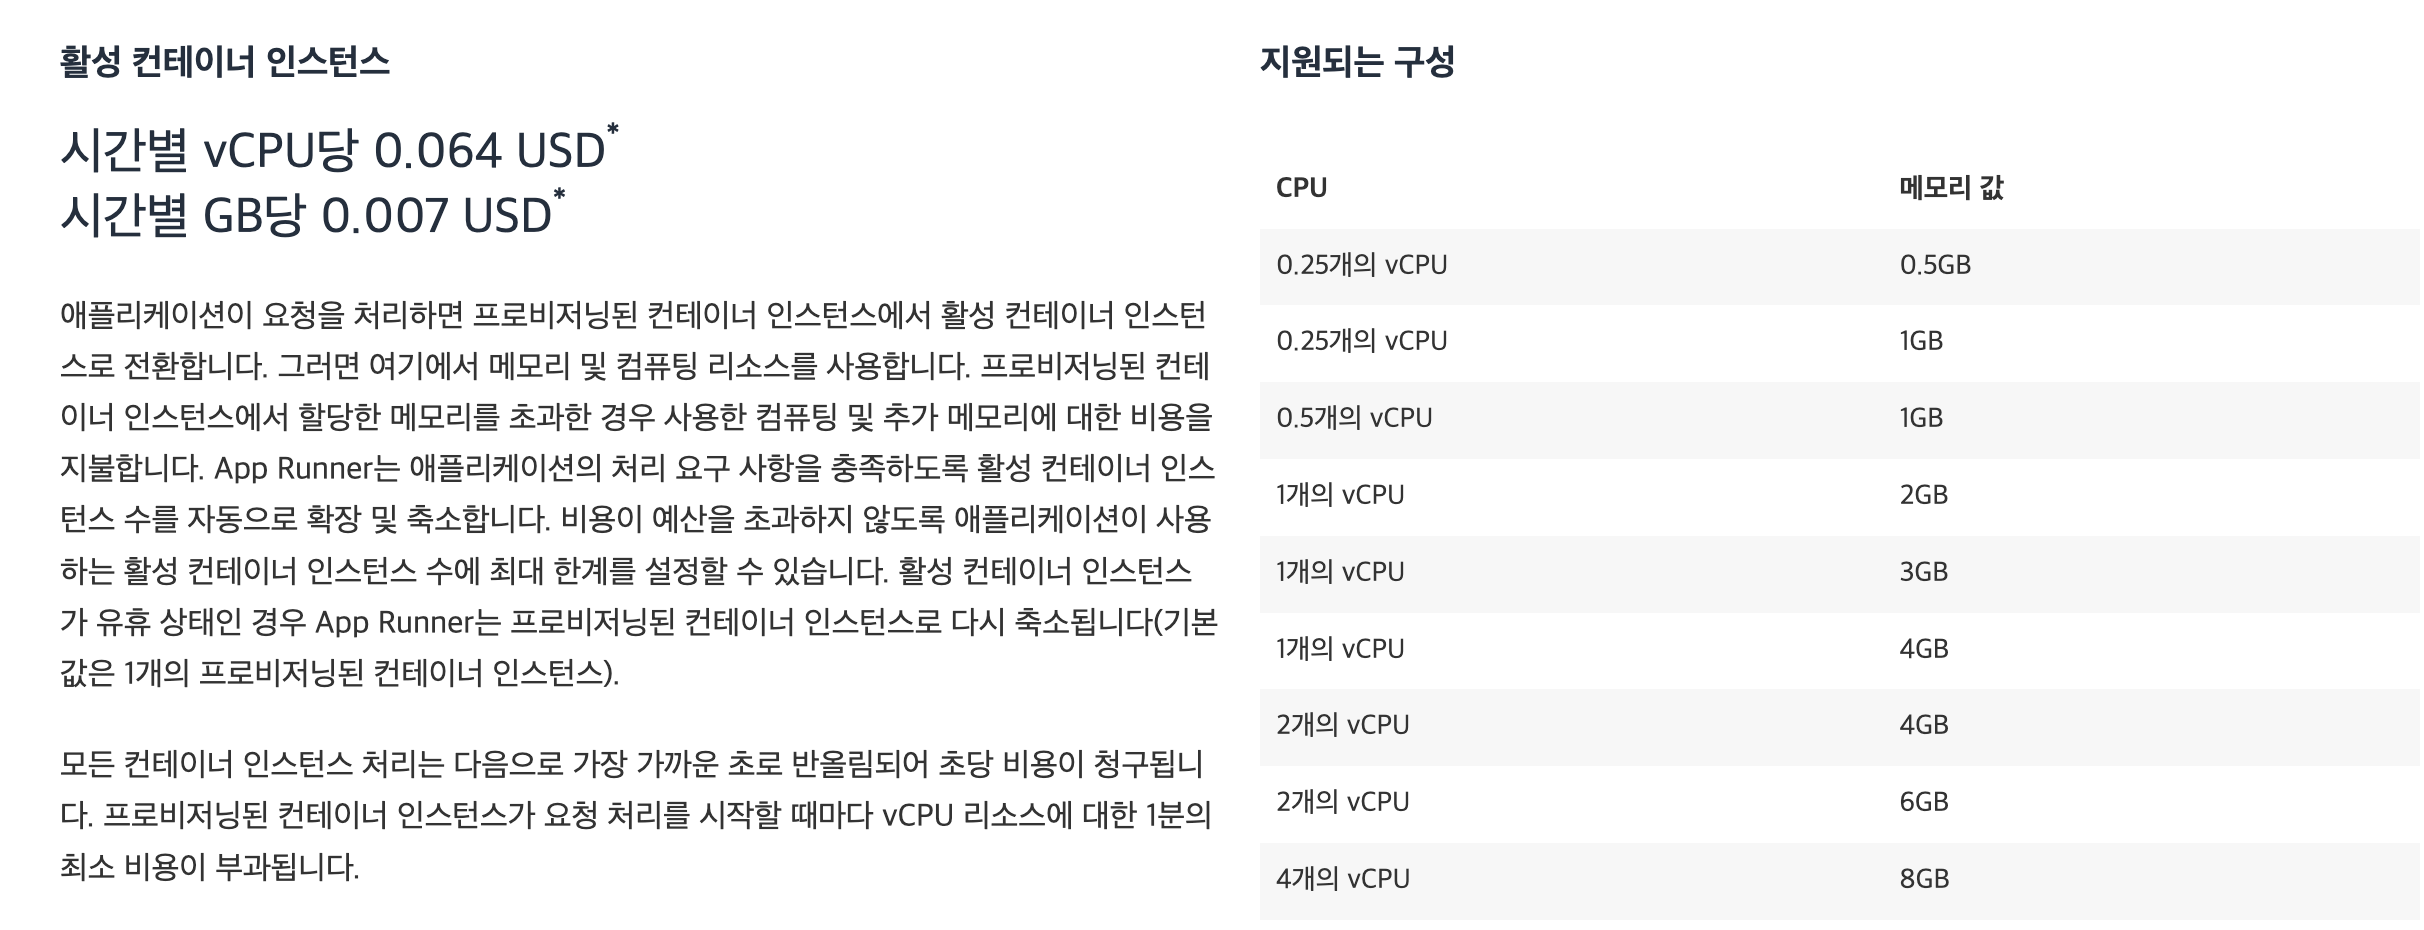 활성 컨테이너 인스턴스
시간별 vCPU당 0.064 USD*
시간별 GB당 0.007 USD*
애플리케이션이 요청을 처리하면 프로비저닝된 컨테이너 인스턴스에서 활성 컨테이너 인스턴
스로 전환합니다. 그러면 여기에서 메모리 및 컴퓨팅 리소스를 사용합니다. 프로비저닝된 컨테
이너 인스턴스에서 할당한 메모리를 초과한 경우 사용한 컴퓨팅 및 추가 메모리에 대한 비용을
지불합니다. App Runner는 애플리케이션의 처리 요구 사항을 충족하도록 활성 컨테이너 인스
턴스 수를 자동으로 확장 및 축소합니다. 비용이 예산을 초과하지 않도록 애플리케이션이 사용
하는 활성 컨테이너 인스턴스 수에 최대 한계를 설정할 수 있습니다. 활성 컨테이너 인스턴스
가 유휴 상태인 경우 App Runner는 프로비저닝된 컨테이너 인스턴스로 다시 축소됩니다(기본
값은 1개의 프로비저닝된 컨테이너 인스턴스).
모든 컨테이너 인스턴스 처리는 다음으로 가장 가까운 초로 반올림되어 초당 비용이 청구됩니
다. 프로비저닝된 컨테이너 인스턴스가 요청 처리를 시작할 때마다 vCPU 리소스에 대한 1분의
최소 비용이 부과됩니다.
지원되는 구성
CPU 메모리 값
0.25개의 vCPU 0.5GB
0.25개의 vCPU 1GB
0.5개의 vCPU 1GB
1개의 vCPU 2GB
1개의 vCPU 3GB
1개의 vCPU 4GB
2개의 vCPU 4GB
2개의 vCPU 6GB
4개의 vCPU 8GB